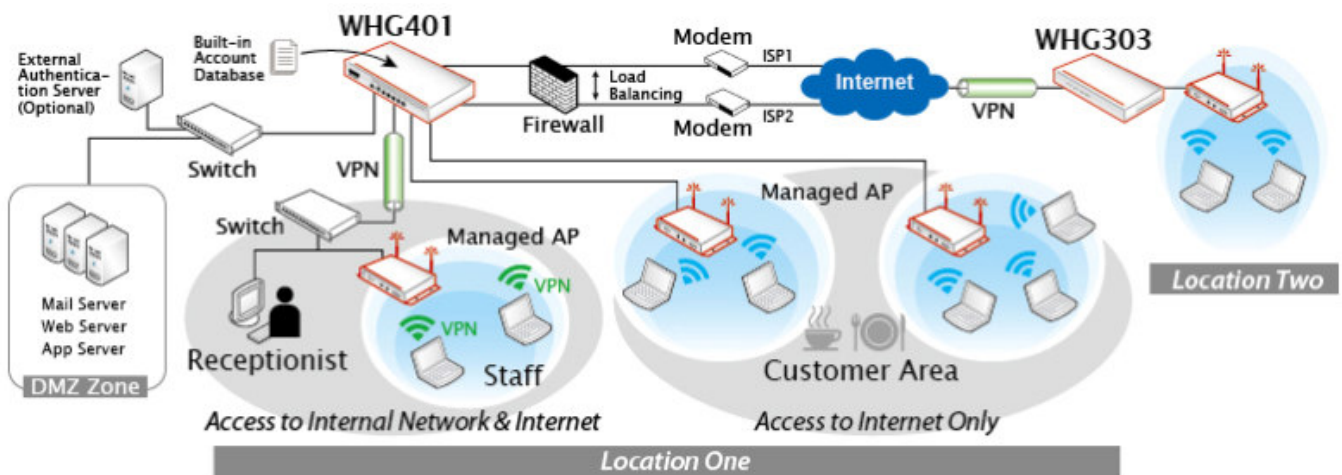 WHG401
External
Authentica-
tion Server
(Optional)
Built-in
Account
Database
Modem
ISP1
Load
Balancing
Firewall
Modem
ISP2
Internet
VPN
WHG303
Switch
VPN
Switch
Managed AP
VPN
VPN
Receptionist
Staff
Access to Internal Network & Internet
Mail Server
Web Server
App Server
DMZ Zone
Managed AP
Customer Area
Access to Internet Only
Location Two
Location One